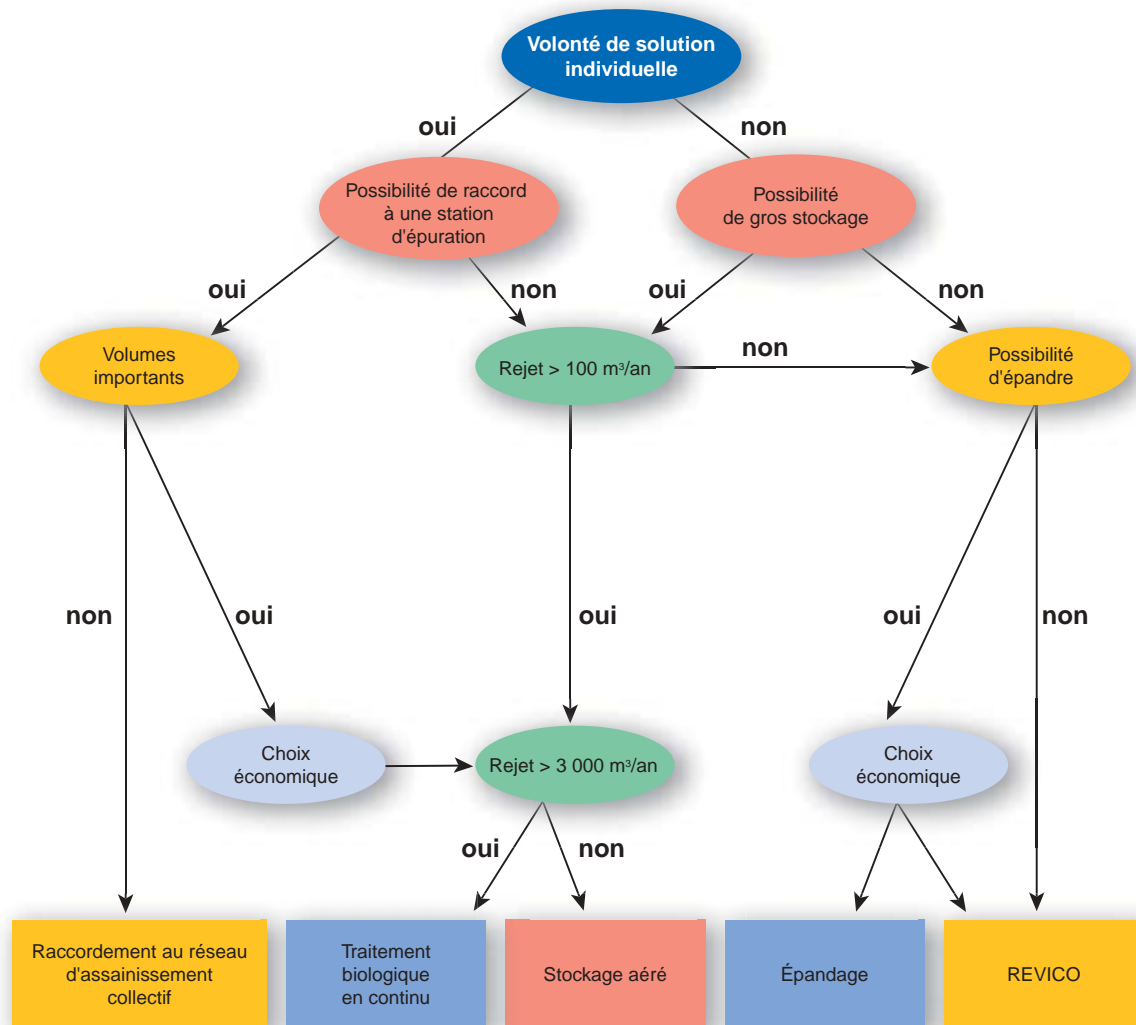 Volonté de solution
individuelle
oui
non
Possibilité de raccord
à une station
d'épuration
Possibilité
de gros stockage
oui
non
oui
non
Volumes
importants
Rejet > 100 m³/an
non
Possibilité
d'épandre
non
oui
oui
oui
non
Choix
économique
Rejet > 3 000 m³/an
Choix
économique
oui
non
Raccordement au réseau
d'assainissement
collectif
Traitement
biologique
en continu
Stockage aéré
Épandage
REVICO